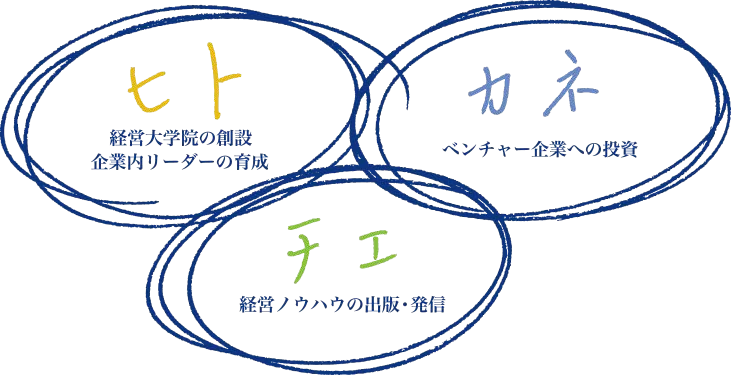 ヒト
経営大学院の創設
企業内リーダーの育成
カネ
ベンチャー企業への投資
チエ
経営ノウハウの出版・発信